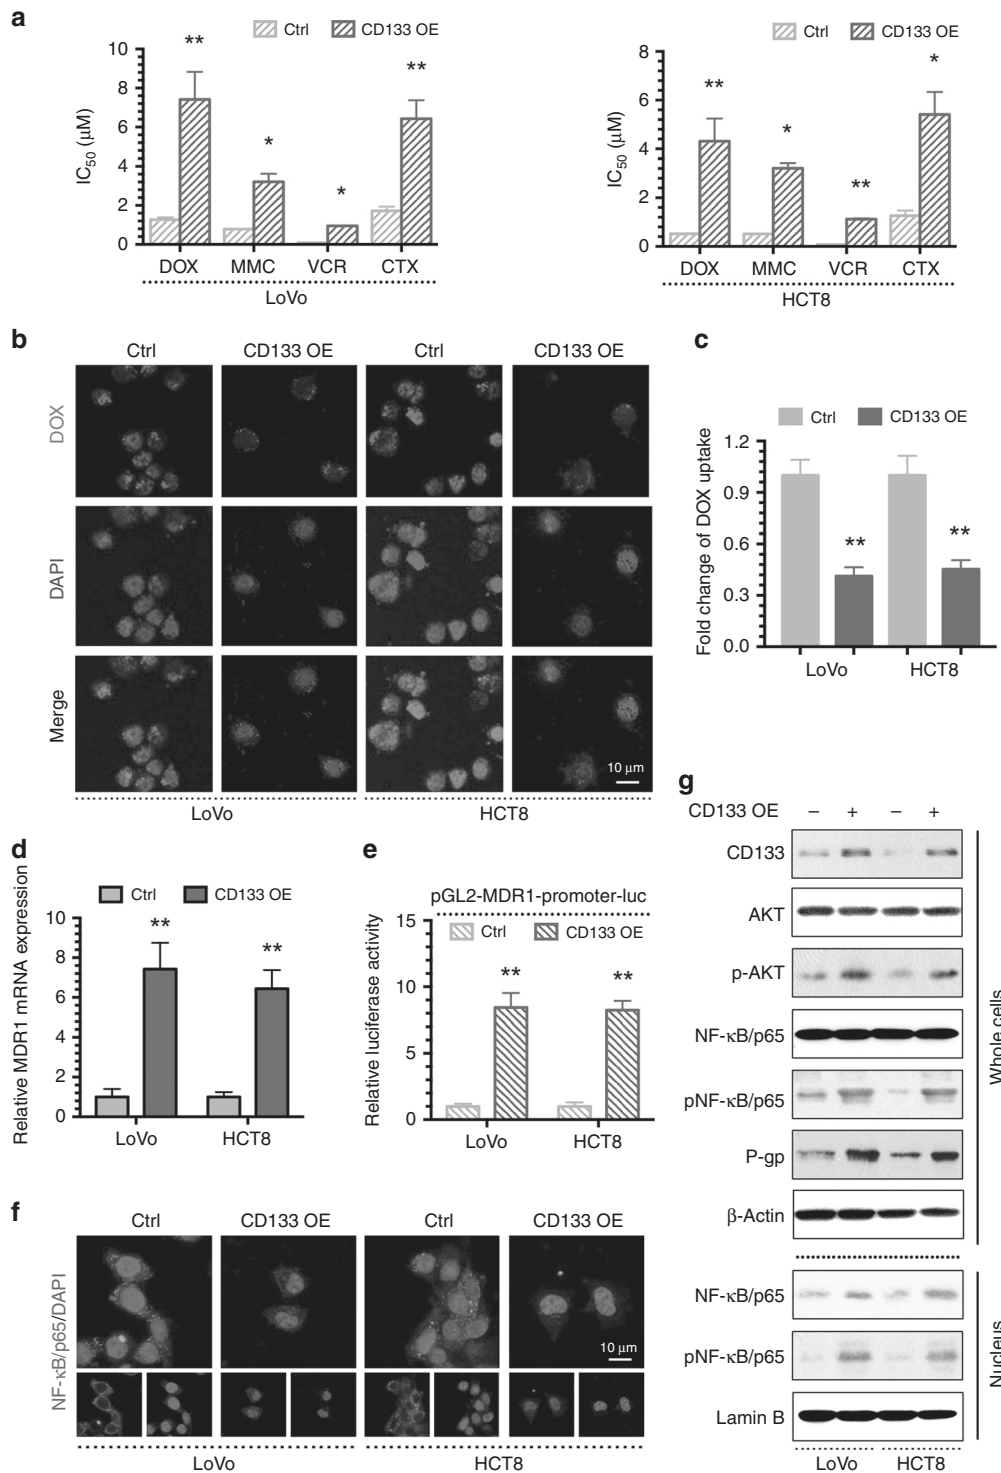 a
Ctrl CD133 OE
IC50 (μM)
10
8
6
4
2
0
** * * **
DOX MMC VCR CTX
LoVo
Ctrl CD133 OE
IC50 (μM)
8
6
4
2
0
** * ** *
DOX MMC VCR CTX
HCT8
b
Ctrl CD133 OE Ctrl CD133 OE
DOX
DAPI
Merge
10 μm
LoVo HCT8
c
Ctrl CD133 OE
Fold change of DOX uptake
1.2
0.9
0.6
0.3
0.0
** **
LoVo HCT8
d
Ctrl CD133 OE
Relative MDR1 mRNA expression
10
8
6
4
2
0
** **
LoVo HCT8
e
pGL2-MDR1-promoter-luc
Ctrl CD133 OE
Relative luciferase activity
15
10
5
0
** **
LoVo HCT8
f
Ctrl CD133 OE Ctrl CD133 OE
NF-κB/p65/DAPI
10 μm
LoVo HCT8
g
CD133 OE – + – +
CD133
AKT
p-AKT
NF-κB/p65
pNF-κB/p65
P-gp
β-Actin
Whole cells
NF-κB/p65
pNF-κB/p65
Lamin B
Nucleus
LoVo HCT8